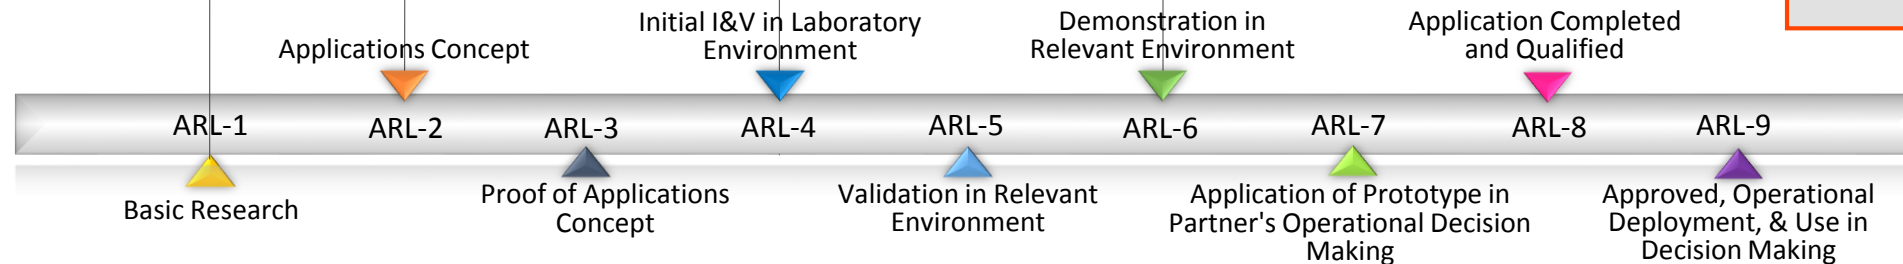 Applications Concept
Initial I&V in Laboratory
Environment
Demonstration in
Relevant Environment
Application Completed
and Qualified
ARL-1
ARL-2
ARL-3
ARL-4
ARL-5
ARL-6
ARL-7
ARL-8
ARL-9
Basic Research
Proof of Applications
Concept
Validation in Relevant
Environment
Application of Prototype in
Partner's Operational Decision
Making
Approved, Operational
Deployment, & Use in
Decision Making